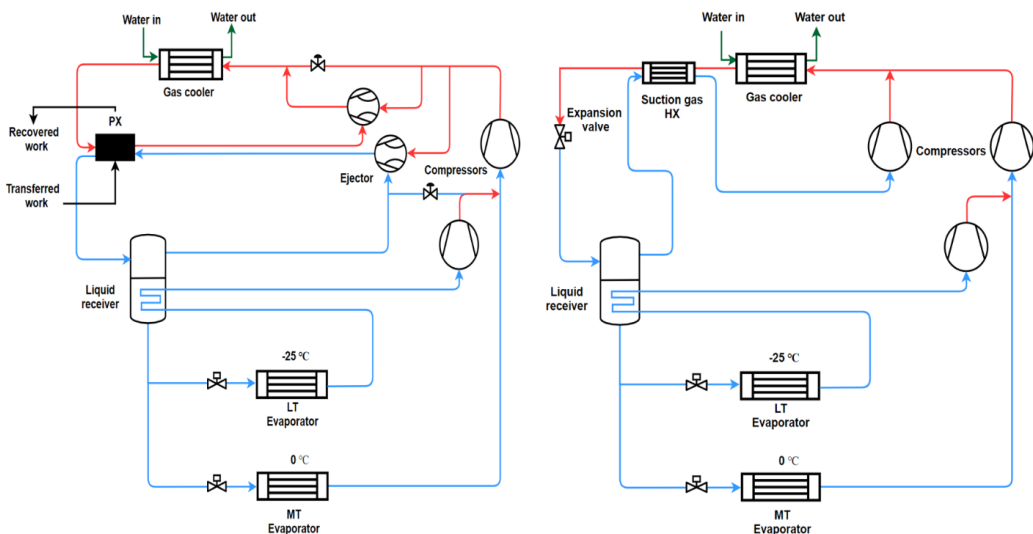 Water in
Water out
Gas cooler
PX
Recovered
work
Transferred
work
Ejector
Compressors
Liquid
receiver
-25 ℃
LT
Evaporator
0 ℃
MT
Evaporator
Water in
Water out
Expansion
valve
Suction gas
HX
Gas cooler
Compressors
Liquid
receiver
-25 ℃
LT
Evaporator
0 ℃
MT
Evaporator